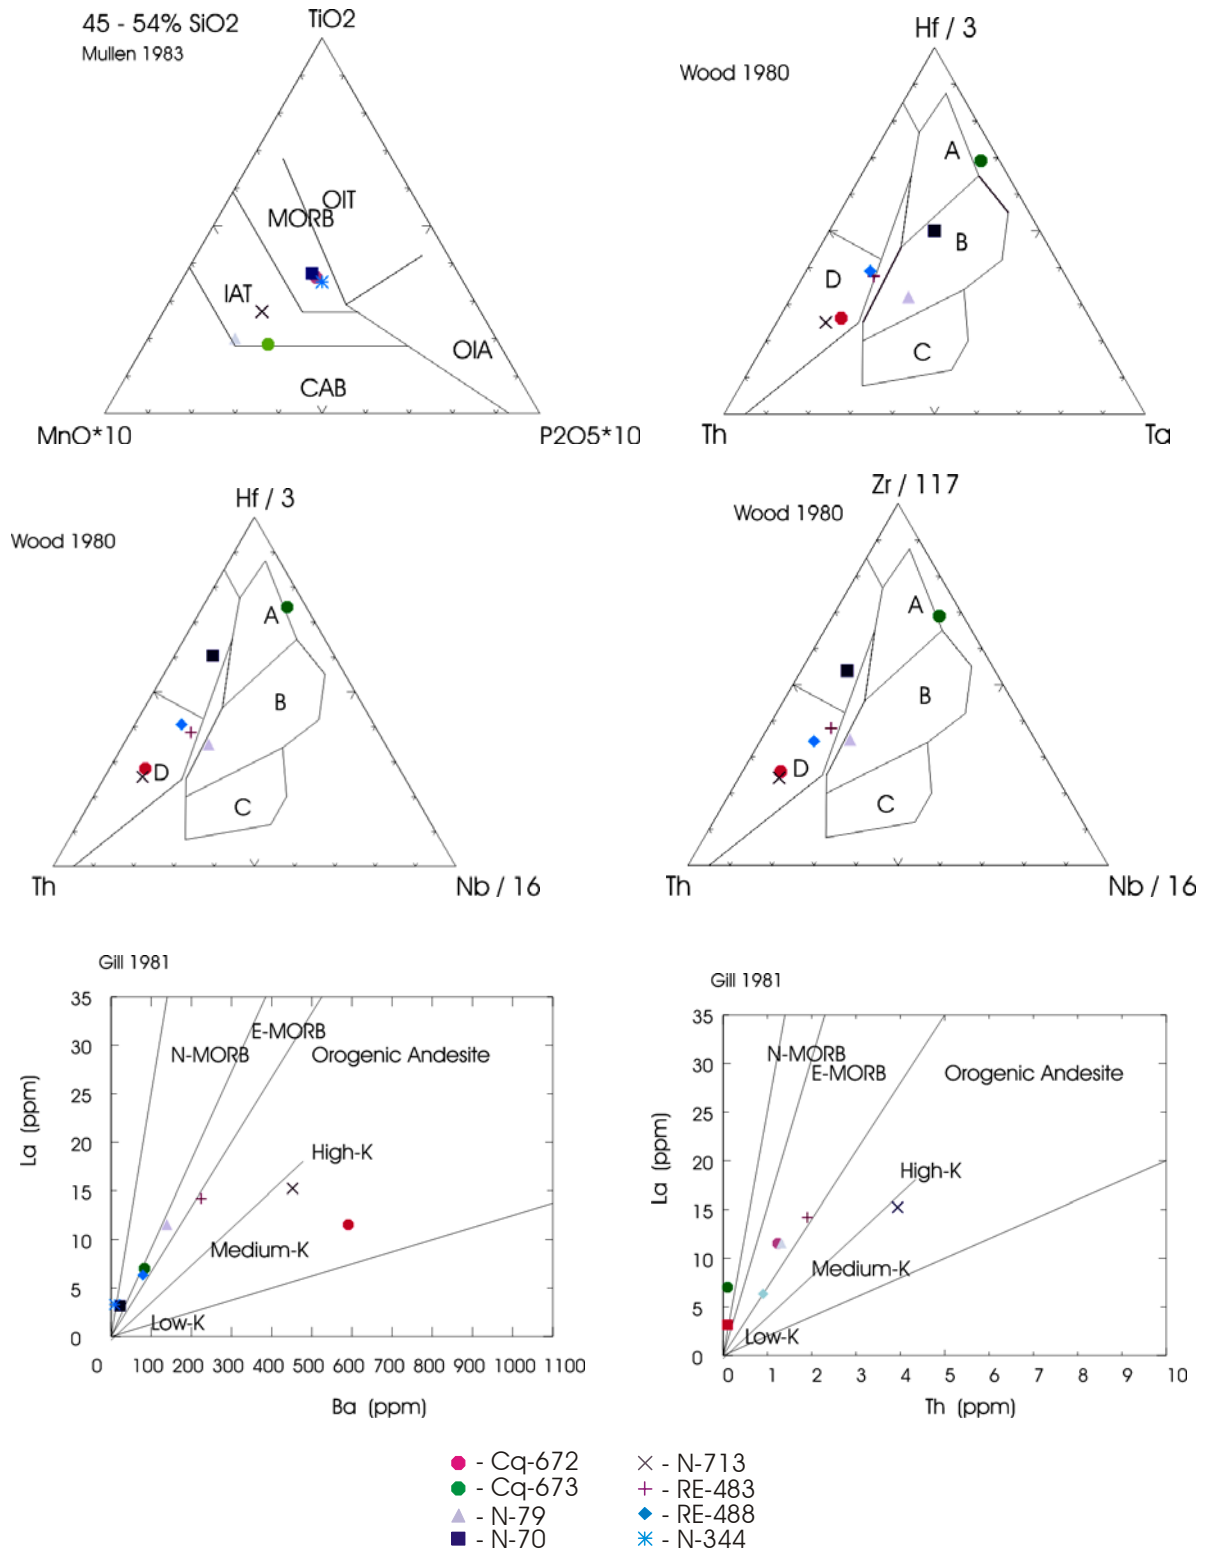 45 - 54% SiO2
Mullen 1983
TiO2
OIT
MORB
IAT
OIA
CAB
MnO*10
P2O5*10
Hf / 3
Wood 1980
A
B
D
C
Th
Ta
Hf / 3
Wood 1980
A
B
D
C
Th
Nb / 16
Zr / 117
Wood 1980
A
B
D
C
Th
Nb / 16
Gill 1981
35
30
25
20
15
10
5
0
La (ppm)
E-MORB
N-MORB
Orogenic Andesite
High-K
Medium-K
Low-K
0 100 200 300 400 500 600 700 800 900 1000 1100
Ba (ppm)
Gill 1981
35
30
25
20
15
10
5
0
La (ppm)
N-MORB
E-MORB
Orogenic Andesite
High-K
Medium-K
Low-K
0 1 2 3 4 5 6 7 8 9 10
Th (ppm)
- Cq-672
- Cq-673
- N-79
- N-70
- N-713
- RE-483
- RE-488
- N-344